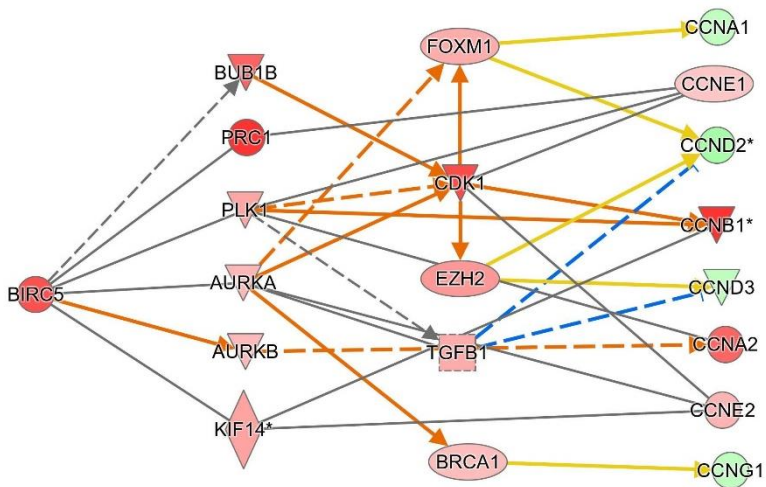 BIRC5
BUB1B
PRC1
PLK1
AURKA
AURKB
KIF14*
FOXM1
CDK1
EZH2
TGFB1
BRCA1
CCNA1
CCNE1
CCND2*
CCNB1*
CCND3
CCNA2
CCNE2
CCNG1